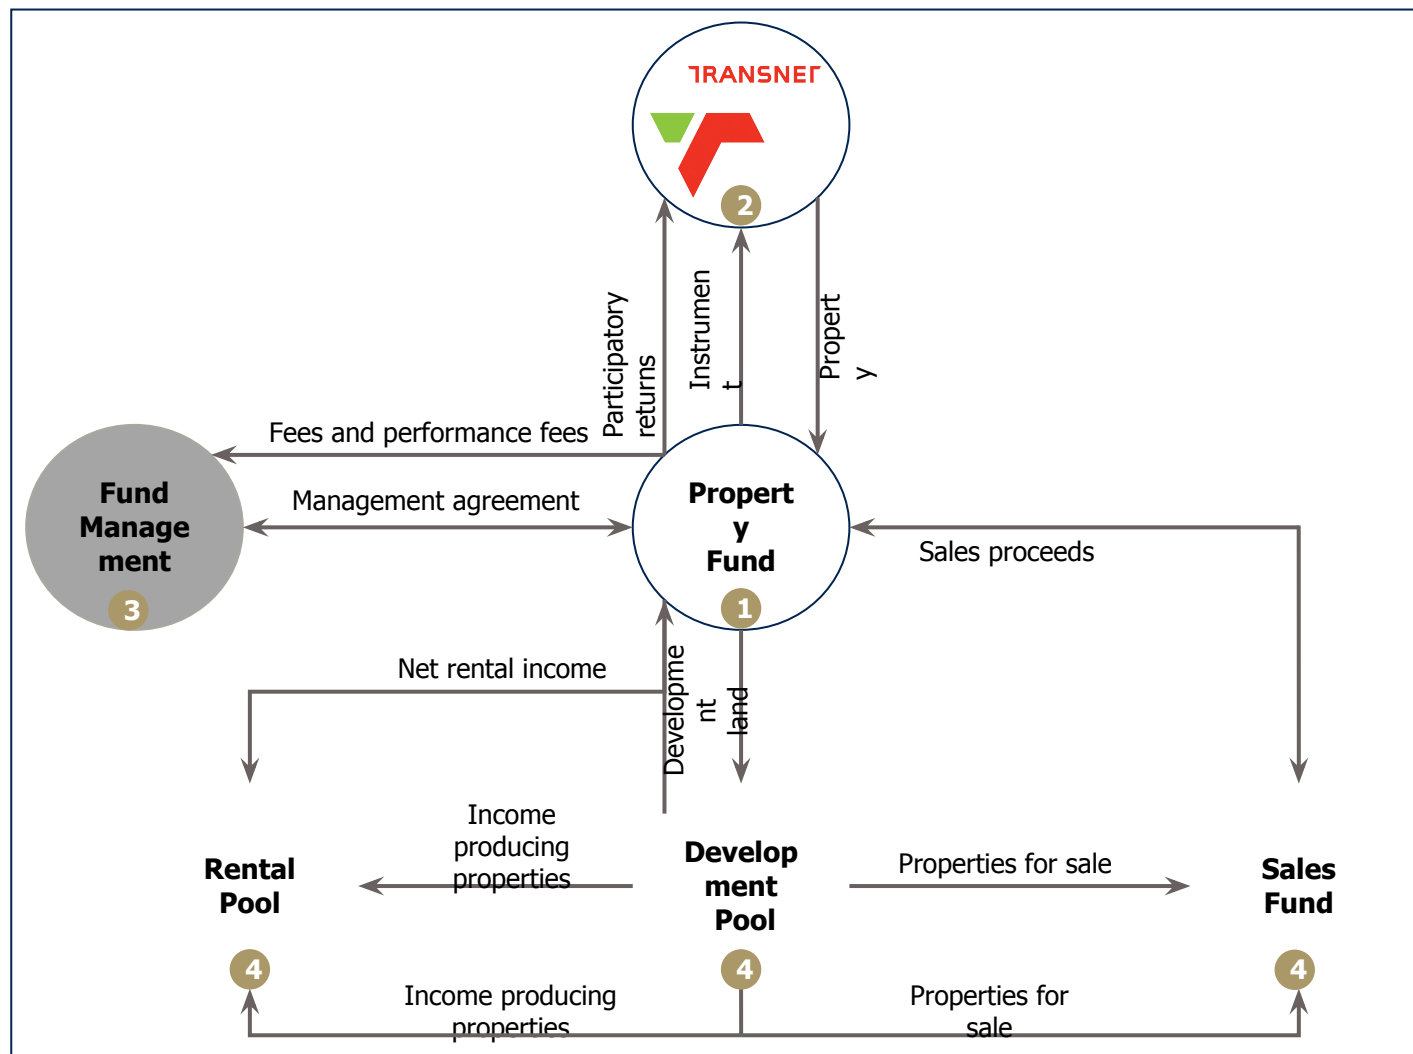 TRANSNET
2
Participatory
returns
Instrumen
t
Propert
y
Fees and performance fees
Management agreement
Fund
Manage
ment
3
Propert
y
Fund
1
Sales proceeds
Net rental income
Developme
nt
land
Income
producing
properties
Rental
Pool
4
Develop
ment
Pool
4
Properties for sale
Sales
Fund
4
Income producing
properties
Properties for
sale